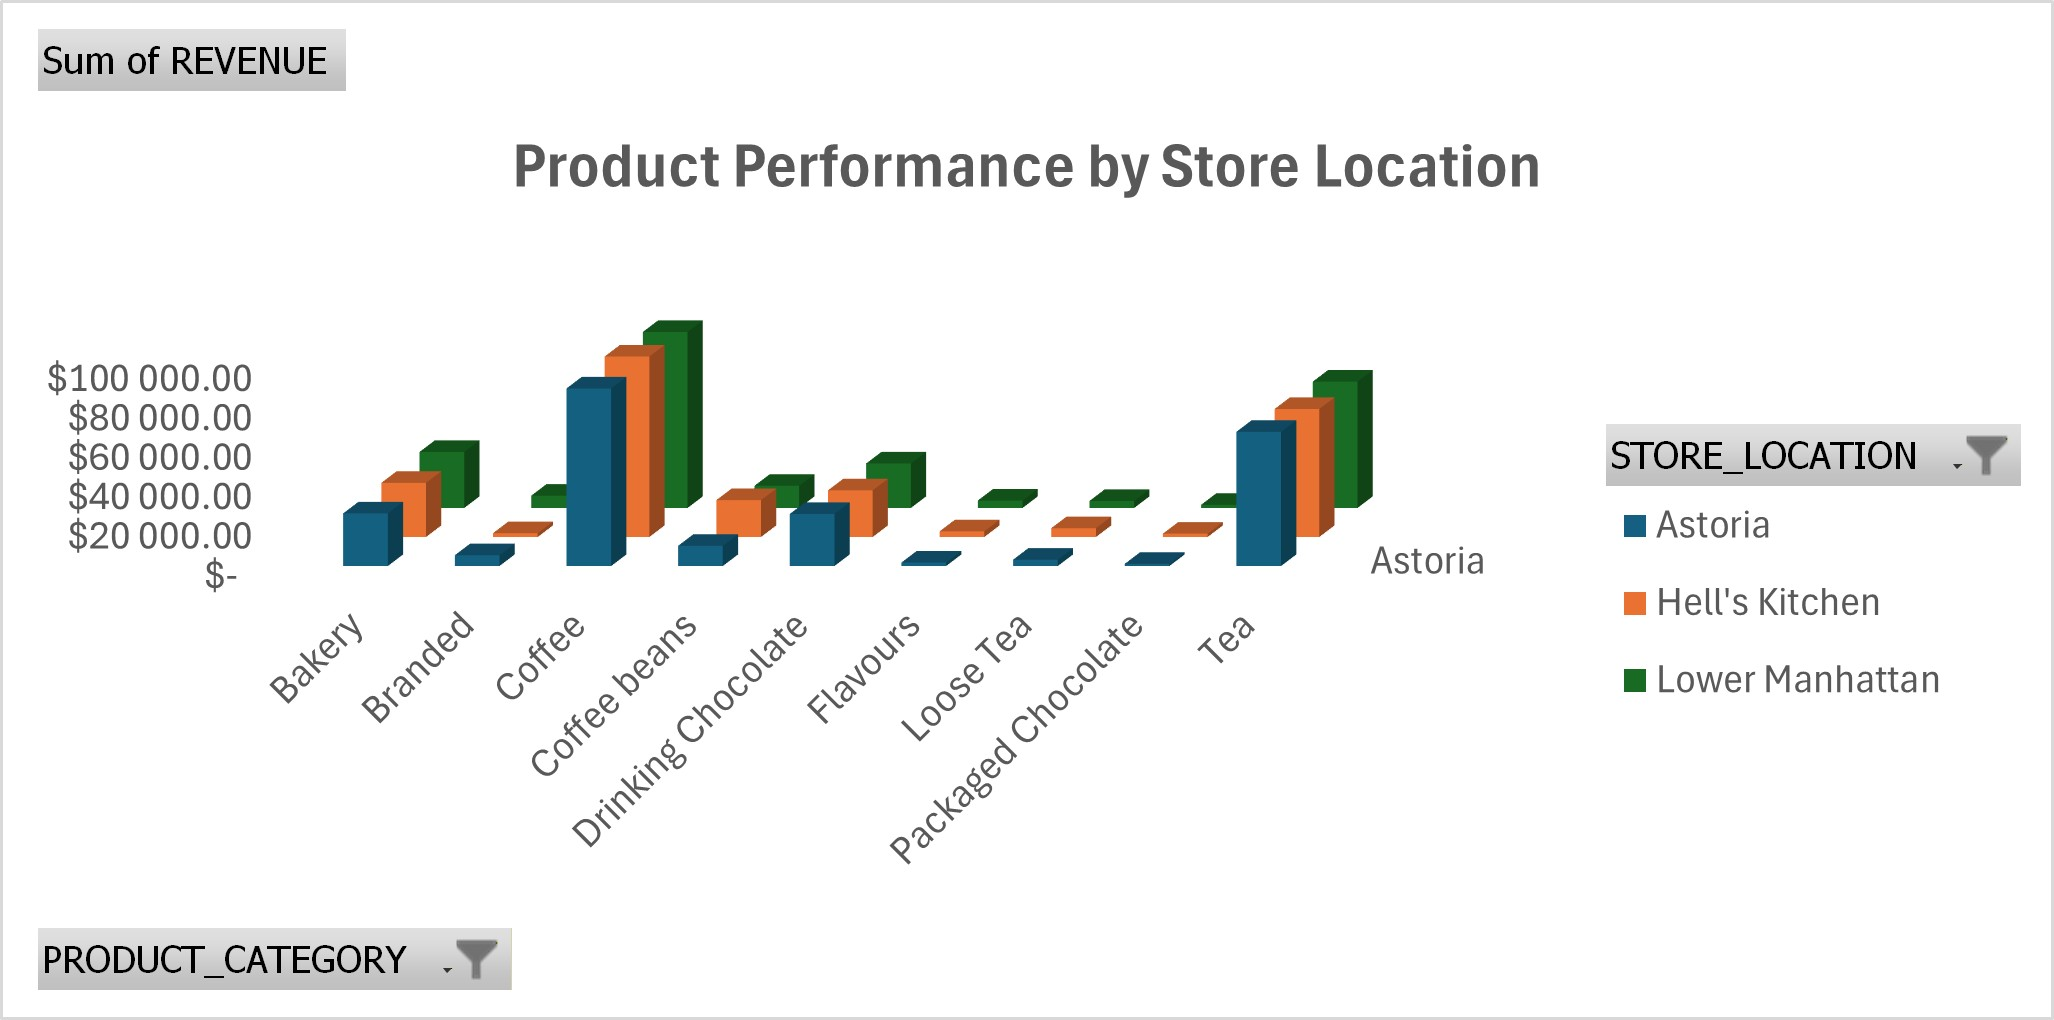 Sum of REVENUE
Product Performance by Store Location
$100 000.00
$80 000.00
$60 000.00
$40 000.00
$20 000.00
$-
Bakery
Branded
Coffee
Coffee beans
Drinking Chocolate
Flavours
Loose Tea
Packaged Chocolate
Tea
Astoria
STORE_LOCATION
Astoria
Hell's Kitchen
Lower Manhattan
PRODUCT_CATEGORY